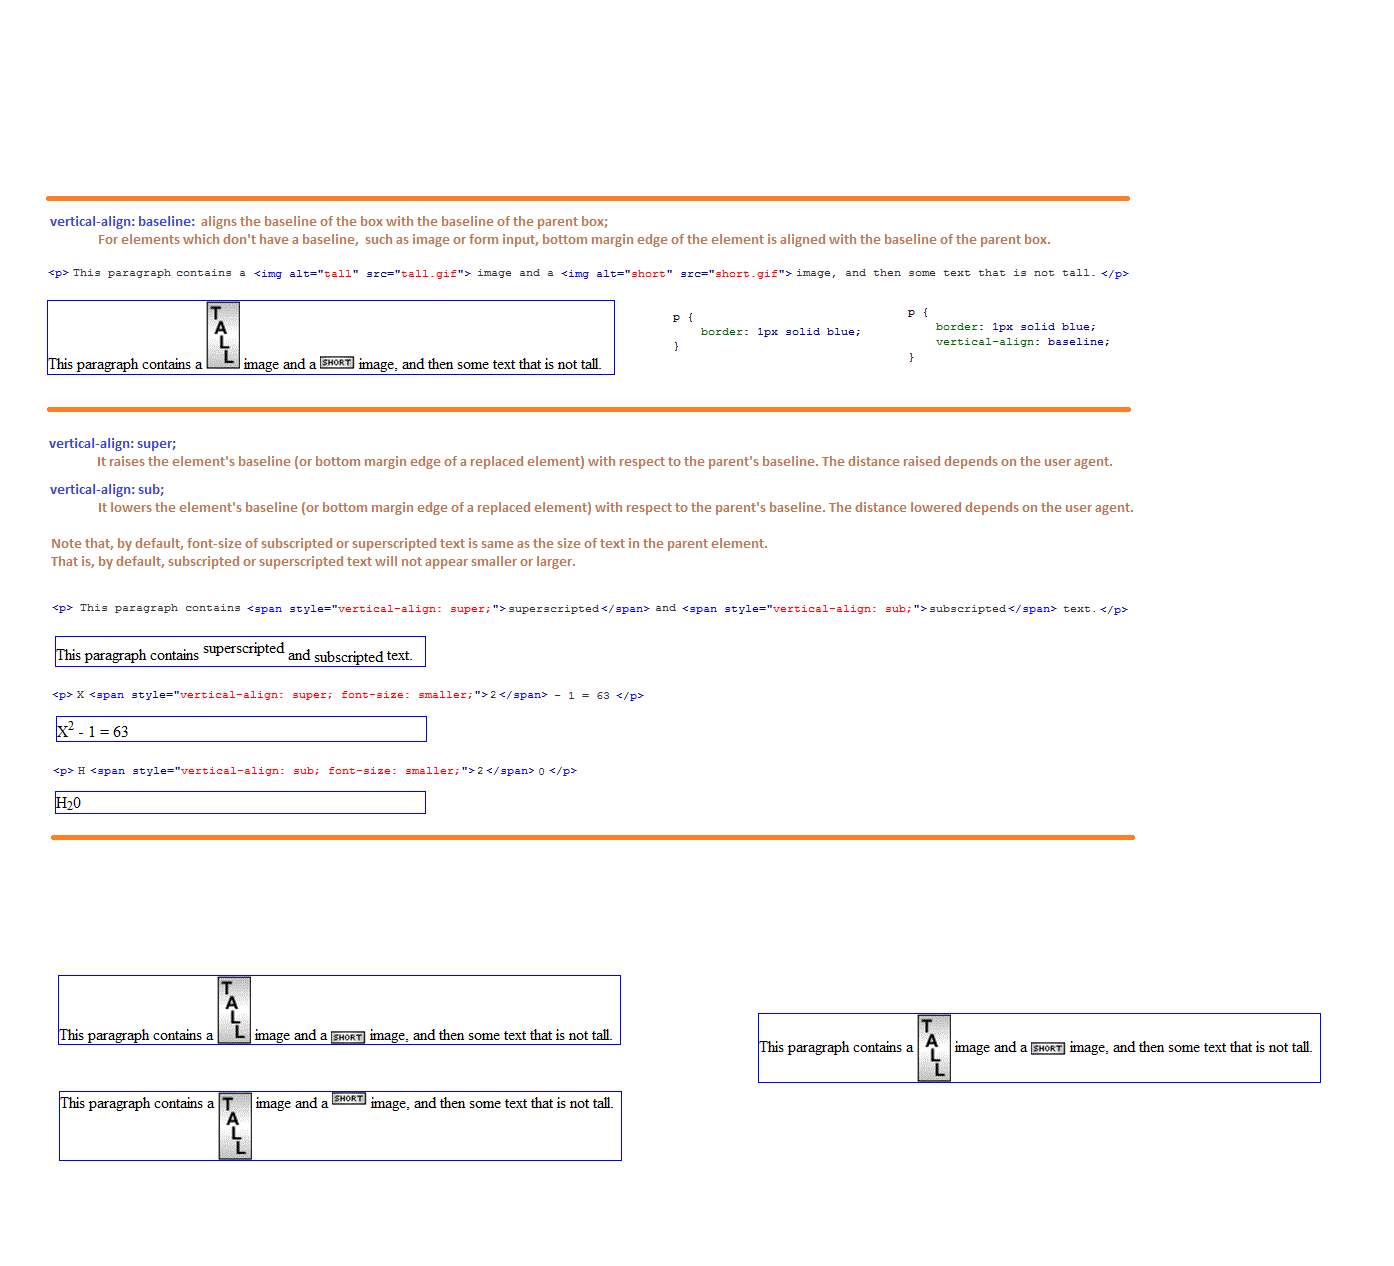 vertical-align: baseline: aligns the baseline of the box with the baseline of the parent box;
For elements which don't have a baseline, such as image or form input, bottom margin edge of the element is aligned with the baseline of the parent box.
<p> This paragraph contains a <img alt="tall" src="tall.gif"> image and a <img alt="short" src="short.gif"> image, and then some text that is not tall. </p>
This paragraph contains a TALL image and a SHORT image, and then some text that is not tall.
p {
border: 1px solid blue;
}
p {
border: 1px solid blue;
vertical-align: baseline;
}
vertical-align: super;
It raises the element's baseline (or bottom margin edge of a replaced element) with respect to the parent's baseline. The distance raised depends on the user agent.
vertical-align: sub;
It lowers the element's baseline (or bottom margin edge of a replaced element) with respect to the parent's baseline. The distance lowered depends on the user agent.
Note that, by default, font-size of subscripted or superscripted text is same as the size of text in the parent element.
That is, by default, subscripted or superscripted text will not appear smaller or larger.
<p> This paragraph contains <span style="vertical-align: super;">superscripted</span> and <span style="vertical-align: sub;">subscripted</span> text.</p>
This paragraph contains superscripted and subscripted text.
<p> X <span style="vertical-align: super; font-size: smaller;">2</span> - 1 = 63 </p>
X² - 1 = 63
<p> H <span style="vertical-align: sub; font-size: smaller;">2</span> 0 </p>
H₂0
This paragraph contains a TALL image and a SHORT image, and then some text that is not tall.
This paragraph contains a TALL image and a SHORT image, and then some text that is not tall.
This paragraph contains a TALL image and a SHORT image, and then some text that is not tall.